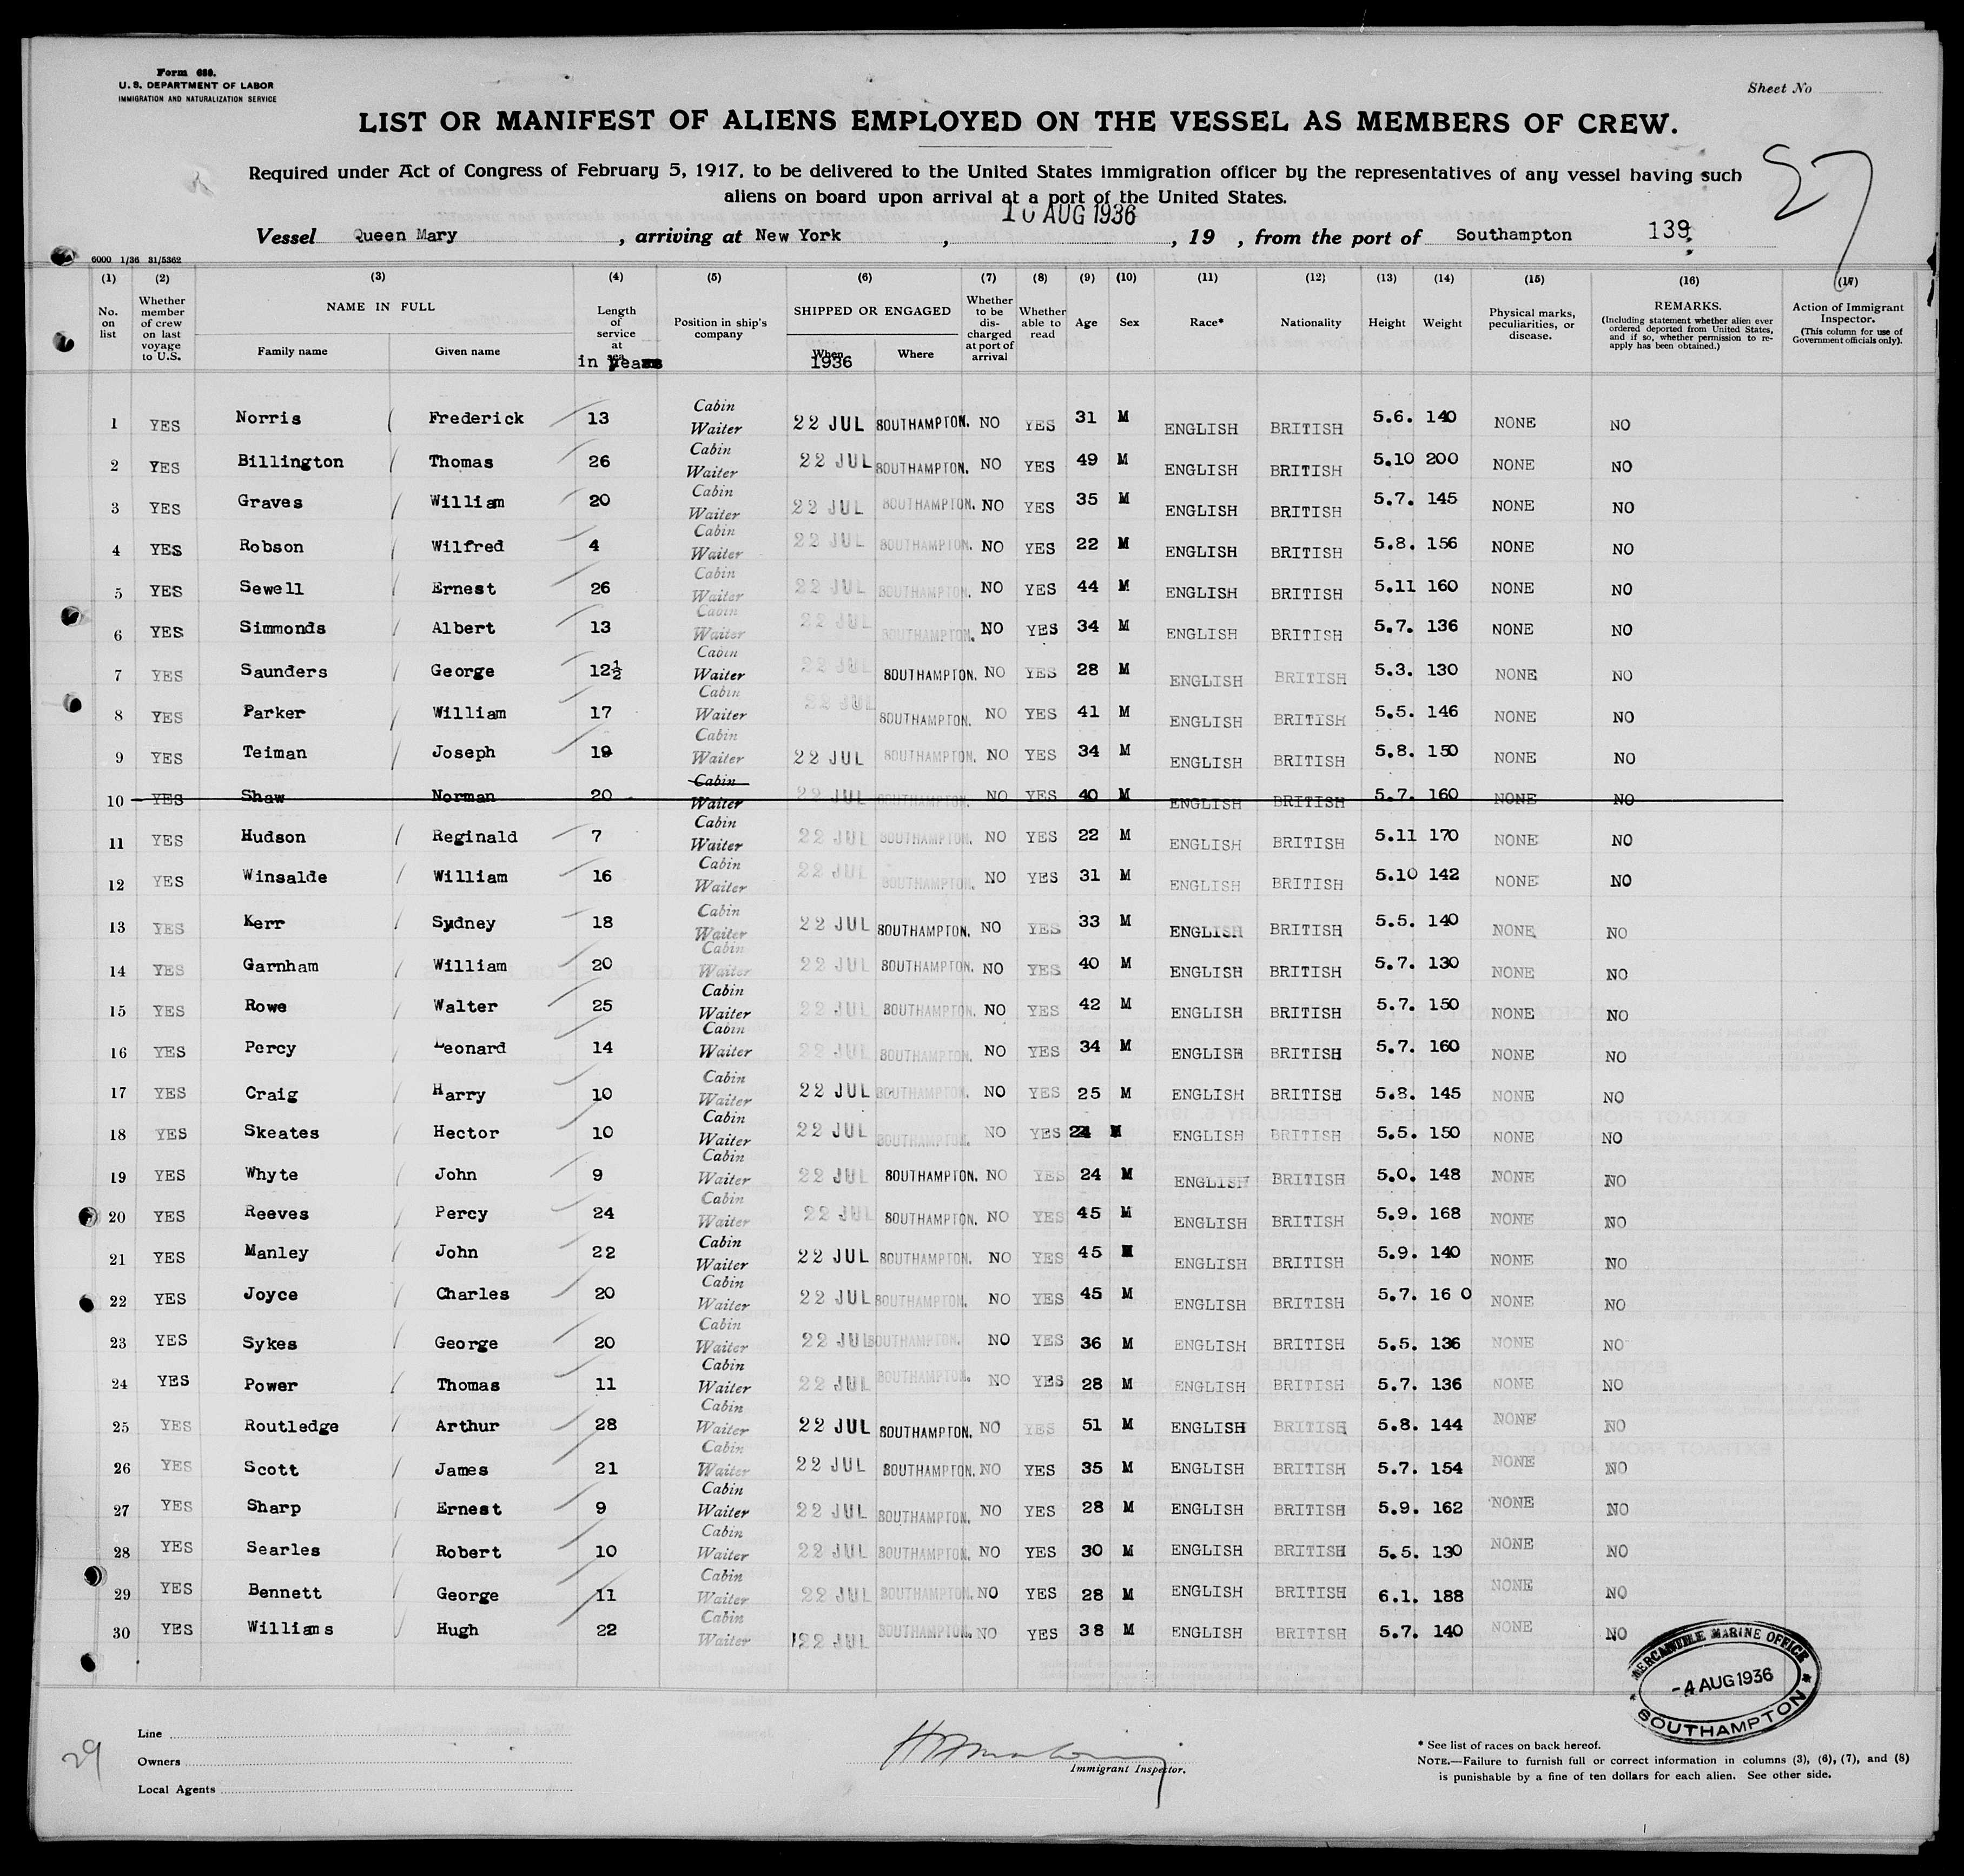 Form 689.
U. S. DEPARTMENT OF LABOR
IMMIGRATION AND NATURALIZATION SERVICE
Sheet No
LIST OR MANIFEST OF ALIENS EMPLOYED ON THE VESSEL AS MEMBERS OF CREW.
Required under Act of Congress of February 5, 1917, to be delivered to the United States immigration officer by the representatives of any vessel having such
aliens on board upon arrival at a port of the United States.
10 AUG 1936
Vessel Queen Mary, arriving at New York, , 19 , from the port of Southampton 139
6000 1/36 31/5362
(1) (2) (3) (4) (5) (6) (7) (8) (9) (10) (11) (12) (13) (14) (15) (16) (17)
No. on list
Whether member of crew on last voyage to U.S.
NAME IN FULL
Family name Given name
Length of service at sea
in years
Position in ship's company
SHIPPED OR ENGAGED
When Where
1936
Whether to be discharged at port of arrival
Whether able to read
Age
Sex
Race*
Nationality
Height
Weight
Physical marks, peculiarities, or disease.
REMARKS.
(Including statement whether alien ever ordered deported from United States, and if so, whether permission to re-apply has been obtained.)
Action of Immigrant Inspector.
(This column for use of Government officials only).
1 YES Norris Frederick 13 Cabin Waiter 22 JUL SOUTHAMPTON. NO YES 31 M ENGLISH BRITISH 5.6. 140 NONE NO
2 YES Billington Thomas 26 Cabin Waiter 22 JUL SOUTHAMPTON. NO YES 49 M ENGLISH BRITISH 5.10 200 NONE NO
3 YES Graves William 20 Cabin Waiter 22 JUL SOUTHAMPTON. NO YES 35 M ENGLISH BRITISH 5.7. 145 NONE NO
4 YES Robson Wilfred 4 Cabin Waiter 22 JUL SOUTHAMPTON. NO YES 22 M ENGLISH BRITISH 5.8. 156 NONE NO
5 YES Sewell Ernest 26 Cabin Waiter 22 JUL SOUTHAMPTON. NO YES 44 M ENGLISH BRITISH 5.11 160 NONE NO
6 YES Simmonds Albert 13 Cabin Waiter 22 JUL SOUTHAMPTON. NO YES 34 M ENGLISH BRITISH 5.7. 136 NONE NO
7 YES Saunders George 12½ Cabin Waiter 22 JUL SOUTHAMPTON. NO YES 28 M ENGLISH BRITISH 5.3. 130 NONE NO
8 YES Parker William 17 Cabin Waiter 22 JUL SOUTHAMPTON. NO YES 41 M ENGLISH BRITISH 5.5. 146 NONE NO
9 YES Teiman Joseph 19 Cabin Waiter 22 JUL SOUTHAMPTON. NO YES 34 M ENGLISH BRITISH 5.8. 150 NONE NO
10 YES Shaw Norman 20 Cabin Waiter 22 JUL SOUTHAMPTON. NO YES 40 M ENGLISH BRITISH 5.7. 160 NONE NO
11 YES Hudson Reginald 7 Cabin Waiter 22 JUL SOUTHAMPTON. NO YES 22 M ENGLISH BRITISH 5.11 170 NONE NO
12 YES Winsalde William 16 Cabin Waiter 22 JUL SOUTHAMPTON. NO YES 31 M ENGLISH BRITISH 5.10 142 NONE NO
13 YES Kerr Sydney 18 Cabin Waiter 22 JUL SOUTHAMPTON. NO YES 33 M ENGLISH BRITISH 5.5. 140 NONE NO
14 YES Garnham William 20 Cabin Waiter 22 JUL SOUTHAMPTON. NO YES 40 M ENGLISH BRITISH 5.7. 130 NONE NO
15 YES Rowe Walter 25 Cabin Waiter 22 JUL SOUTHAMPTON. NO YES 42 M ENGLISH BRITISH 5.7. 150 NONE NO
16 YES Percy Leonard 14 Cabin Waiter 22 JUL SOUTHAMPTON. NO YES 34 M ENGLISH BRITISH 5.7. 160 NONE NO
17 YES Craig Harry 10 Cabin Waiter 22 JUL SOUTHAMPTON. NO YES 25 M ENGLISH BRITISH 5.8. 145 NONE NO
18 YES Skeates Hector 10 Cabin Waiter 22 JUL SOUTHAMPTON. NO YES 24 M ENGLISH BRITISH 5.5. 150 NONE NO
19 YES Whyte John 9 Cabin Waiter 22 JUL SOUTHAMPTON. NO YES 24 M ENGLISH BRITISH 5.0. 148 NONE NO
20 YES Reeves Percy 24 Cabin Waiter 22 JUL SOUTHAMPTON. NO YES 45 M ENGLISH BRITISH 5.9. 168 NONE NO
21 YES Manley John 22 Cabin Waiter 22 JUL SOUTHAMPTON. NO YES 45 M ENGLISH BRITISH 5.9. 140 NONE NO
22 YES Joyce Charles 20 Cabin Waiter 22 JUL SOUTHAMPTON. NO YES 45 M ENGLISH BRITISH 5.7. 16 0 NONE NO
23 YES Sykes George 20 Cabin Waiter 22 JUL SOUTHAMPTON. NO YES 36 M ENGLISH BRITISH 5.5. 136 NONE NO
24 YES Power Thomas 11 Cabin Waiter 22 JUL SOUTHAMPTON. NO YES 28 M ENGLISH BRITISH 5.7. 136 NONE NO
25 YES Routledge Arthur 28 Cabin Waiter 22 JUL SOUTHAMPTON. NO YES 51 M ENGLISH BRITISH 5.8. 144 NONE NO
26 YES Scott James 21 Cabin Waiter 22 JUL SOUTHAMPTON. NO YES 35 M ENGLISH BRITISH 5.7. 154 NONE NO
27 YES Sharp Ernest 9 Cabin Waiter 22 JUL SOUTHAMPTON. NO YES 28 M ENGLISH BRITISH 5.9. 162 NONE NO
28 YES Searles Robert 10 Cabin Waiter 22 JUL SOUTHAMPTON. NO YES 30 M ENGLISH BRITISH 5.5. 130 NONE NO
29 YES Bennett George 11 Cabin Waiter 22 JUL SOUTHAMPTON. NO YES 28 M ENGLISH BRITISH 6.1. 188 NONE NO
30 YES Williams Hugh 22 Cabin Waiter 22 JUL SOUTHAMPTON. NO YES 38 M ENGLISH BRITISH 5.7. 140 NONE NO
MERCANTILE MARINE OFFICE
-4 AUG 1936
SOUTHAMPTON
29
Line
Owners
Local Agents
Immigrant Inspector.
* See list of races on back hereof.
NOTE.—Failure to furnish full or correct information in columns (3), (6), (7), and (8)
is punishable by a fine of ten dollars for each alien. See other side.